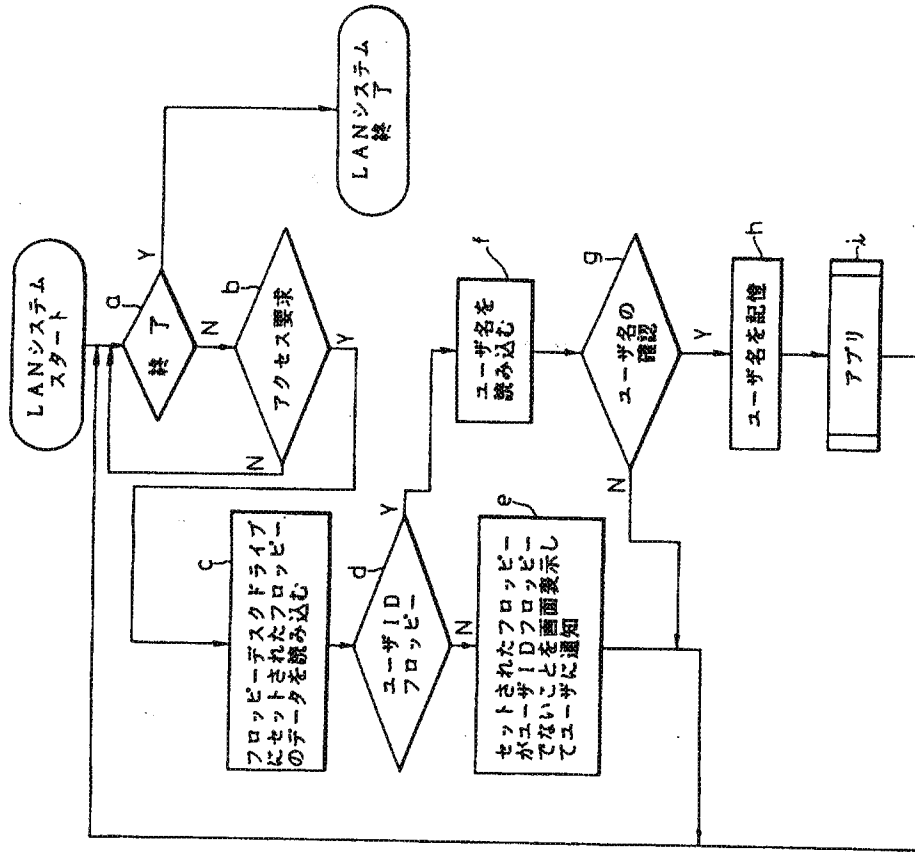 LANシステム
スタート
a
終 了
Y
N
LANシステム
終 了
b
アクセス要求
N
Y
c
フロッピーデスクドライブ
にセットされたフロッピー
のデータを読み込む
d
ユーザID
フロッピー
Y
N
e
セットされたフロッピー
がユーザIDフロッピー
でないことを画面表示し
てユーザに通知
f
ユーザ名を
読み込む
g
ユーザ名の
確認
N
Y
h
ユーザ名を記憶
i
アプリ